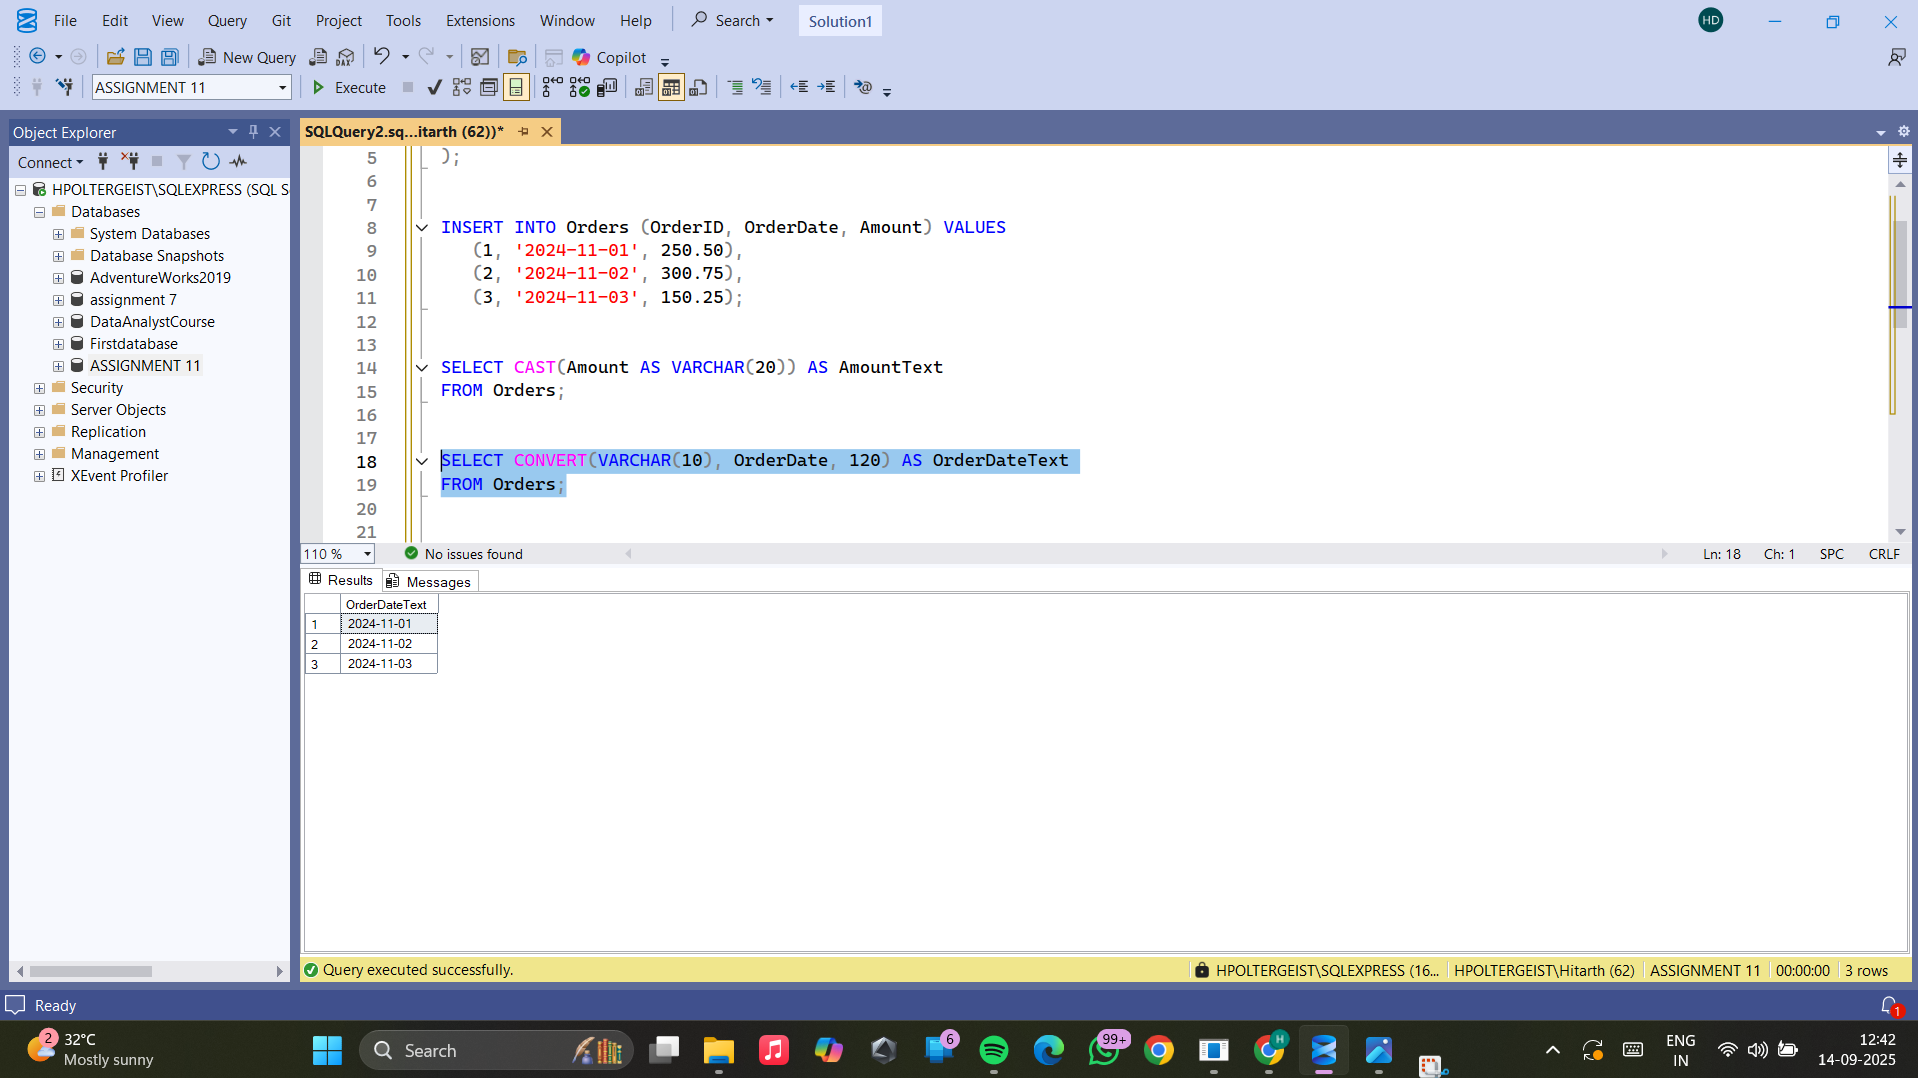 File Edit View Query Git Project Tools Extensions Window Help Search Solution1 HD
New Query DAX Copilot
ASSIGNMENT 11 Execute
Object Explorer
Connect
HPOLTERGEIST\SQLEXPRESS (SQL S
Databases
System Databases
Database Snapshots
AdventureWorks2019
assignment 7
DataAnalystCourse
Firstdatabase
ASSIGNMENT 11
Security
Server Objects
Replication
Management
XEvent Profiler
SQLQuery2.sq...itarth (62))*
5 );
6
7
8 INSERT INTO Orders (OrderID, OrderDate, Amount) VALUES
9 (1, '2024-11-01', 250.50),
10 (2, '2024-11-02', 300.75),
11 (3, '2024-11-03', 150.25);
12
13
14 SELECT CAST(Amount AS VARCHAR(20)) AS AmountText
15 FROM Orders;
16
17
18 SELECT CONVERT(VARCHAR(10), OrderDate, 120) AS OrderDateText
19 FROM Orders;
20
21
110 % No issues found Ln: 18 Ch: 1 SPC CRLF
Results Messages
OrderDateText
1 2024-11-01
2 2024-11-02
3 2024-11-03
Query executed successfully. HPOLTERGEIST\SQLEXPRESS (16... HPOLTERGEIST\Hitarth (62) ASSIGNMENT 11 00:00:00 3 rows
Ready 1
2 32°C
Mostly sunny
Search 6 99+ H
ENG
IN
12:42
14-09-2025